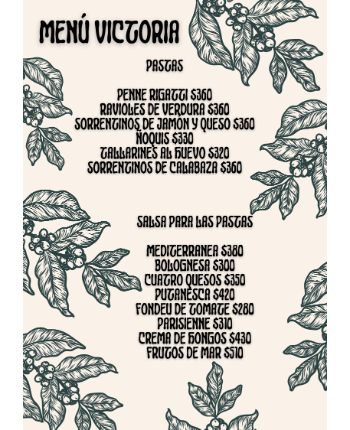 MENÚ VICTORIA
PASTAS
PENNE RIGATTI $360
RAVIOLES DE VERDURA $360
SORRENTINOS DE JAMÓN Y QUESO $360
ÑOQUIS $330
TALLARINES AL HUEVO $320
SORRENTINOS DE CALABAZA $360
SALSA PARA LAS PASTAS
MEDITERRANEA $380
BOLOGNESA $300
CUATRO QUESOS $350
PUTANESCA $420
FONDEU DE TOMATE $280
PARISIENNE $310
CREMA DE HONGOS $430
FRUTOS DE MAR $510